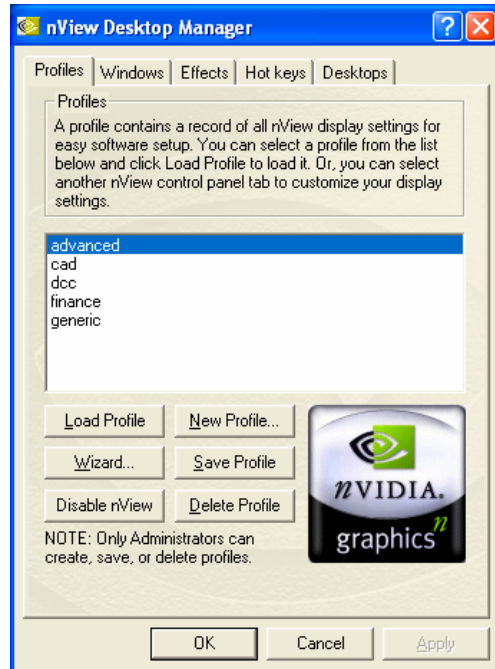 nView Desktop Manager
Profiles Windows Effects Hot keys Desktops
Profiles
A profile contains a record of all nView display settings for
easy software setup. You can select a profile from the list
below and click Load Profile to load it. Or, you can select
another nView control panel tab to customize your display
settings.
advanced
cad
dcc
finance
generic
Load Profile New Profile...
Wizard... Save Profile
Disable nView Delete Profile
NOTE: Only Administrators can
create, save, or delete profiles.
nVIDIA.
graphics n
OK Cancel Apply